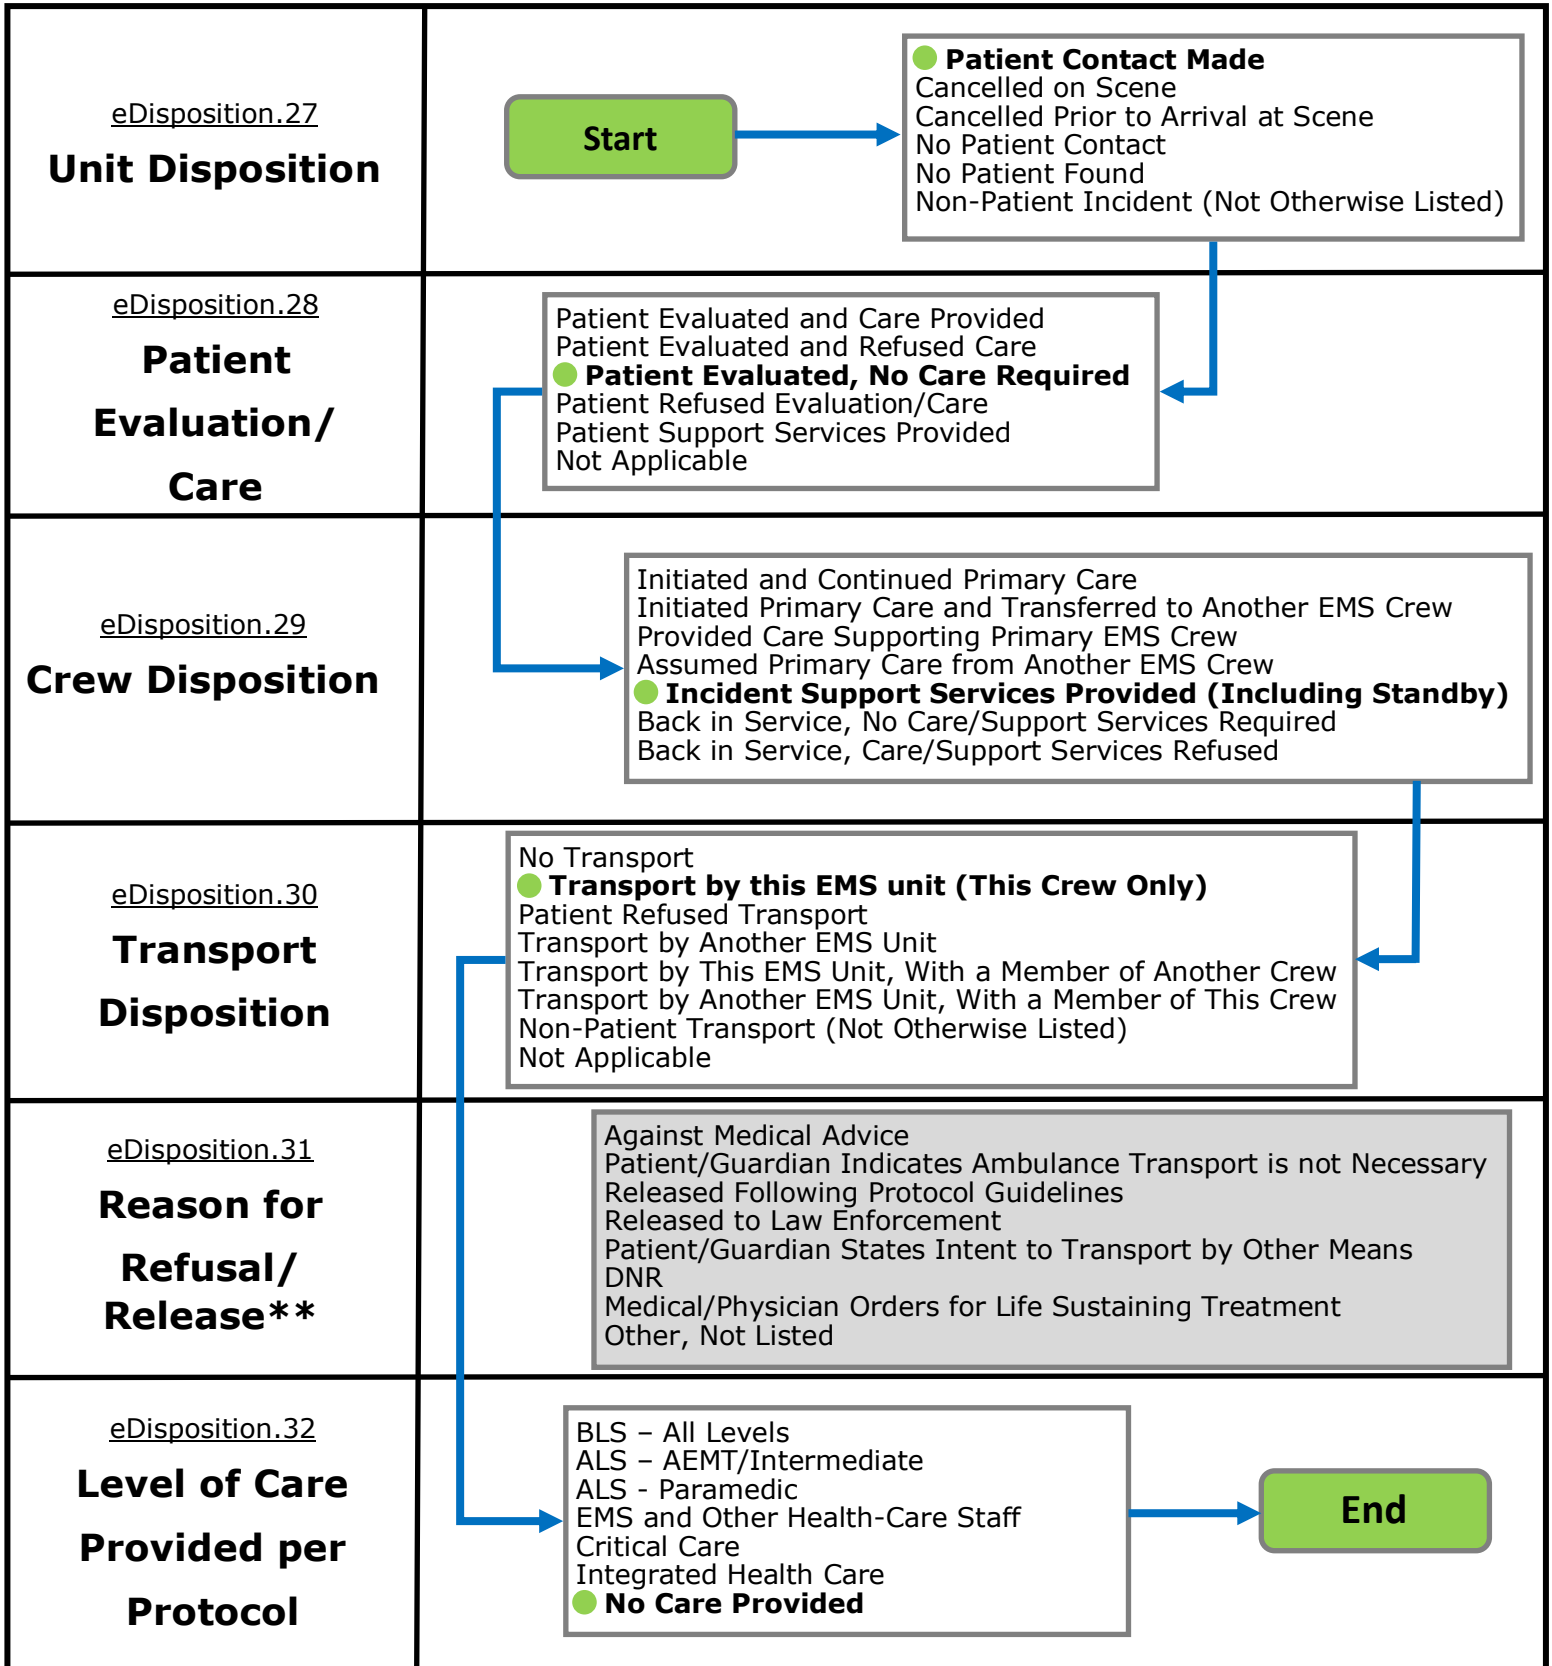 eDisposition.27
Unit Disposition
Start
Patient Contact Made
Cancelled on Scene
Cancelled Prior to Arrival at Scene
No Patient Contact
No Patient Found
Non-Patient Incident (Not Otherwise Listed)
eDisposition.28
Patient
Evaluation/
Care
Patient Evaluated and Care Provided
Patient Evaluated and Refused Care
Patient Evaluated, No Care Required
Patient Refused Evaluation/Care
Patient Support Services Provided
Not Applicable
eDisposition.29
Crew Disposition
Initiated and Continued Primary Care
Initiated Primary Care and Transferred to Another EMS Crew
Provided Care Supporting Primary EMS Crew
Assumed Primary Care from Another EMS Crew
Incident Support Services Provided (Including Standby)
Back in Service, No Care/Support Services Required
Back in Service, Care/Support Services Refused
eDisposition.30
Transport
Disposition
No Transport
Transport by this EMS unit (This Crew Only)
Patient Refused Transport
Transport by Another EMS Unit
Transport by This EMS Unit, With a Member of Another Crew
Transport by Another EMS Unit, With a Member of This Crew
Non-Patient Transport (Not Otherwise Listed)
Not Applicable
eDisposition.31
Reason for
Refusal/
Release**
Against Medical Advice
Patient/Guardian Indicates Ambulance Transport is not Necessary
Released Following Protocol Guidelines
Released to Law Enforcement
Patient/Guardian States Intent to Transport by Other Means
DNR
Medical/Physician Orders for Life Sustaining Treatment
Other, Not Listed
eDisposition.32
Level of Care
Provided per
Protocol
BLS – All Levels
ALS – AEMT/Intermediate
ALS - Paramedic
EMS and Other Health-Care Staff
Critical Care
Integrated Health Care
No Care Provided
End